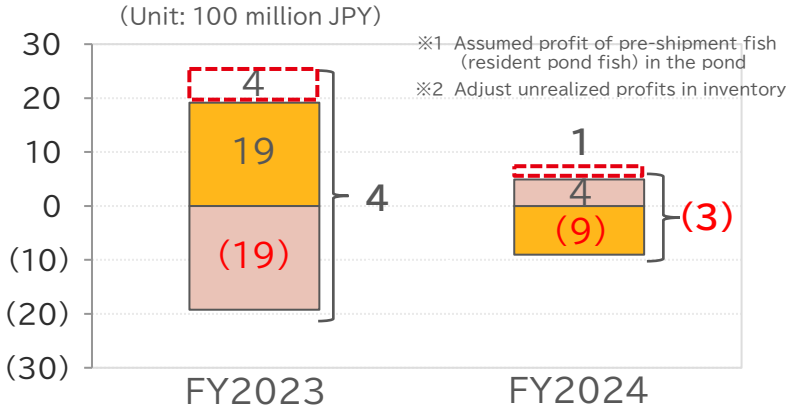 (Unit: 100 million JPY)
※1 Assumed profit of pre-shipment fish
(resident pond fish) in the pond
※2 Adjust unrealized profits in inventory
30
20
10
0
(10)
(20)
(30)
4
19
(19)
4
1
4
(9)
(3)
FY2023
FY2024